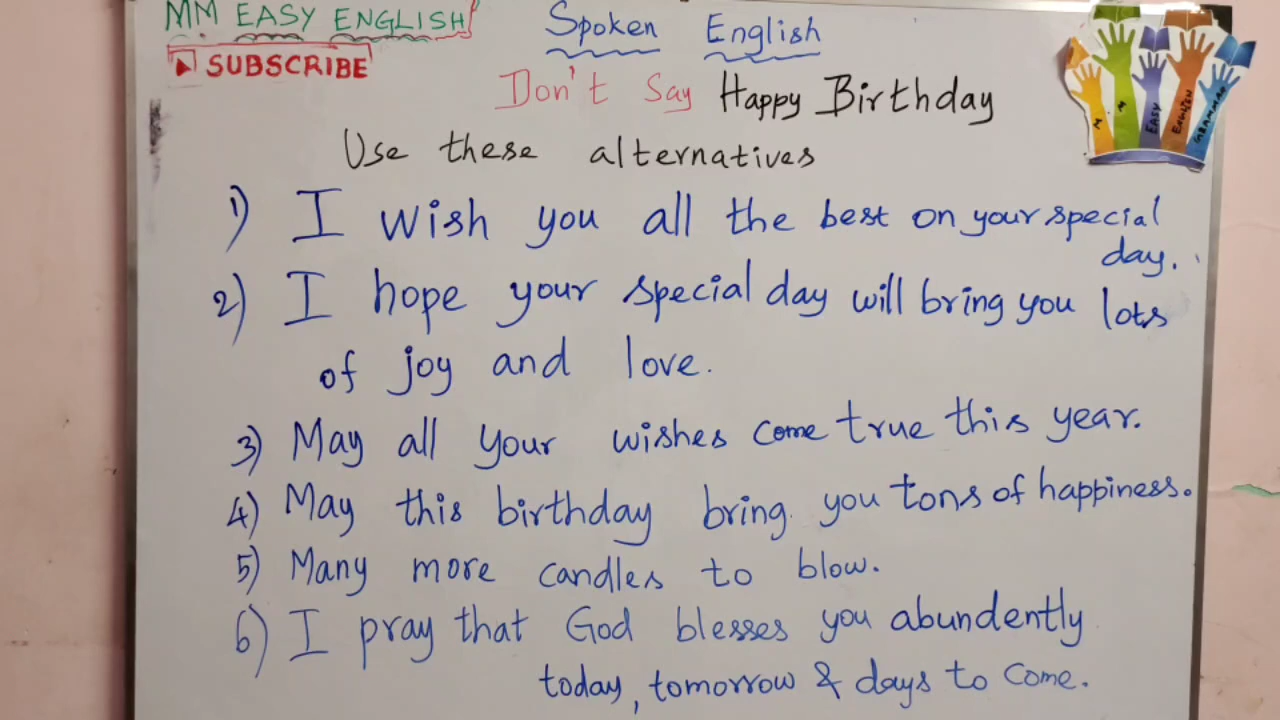 MM EASY ENGLISH!
SUBSCRIBE
Spoken English
Don't Say Happy Birthday
Use these alternatives
1) I wish you all the best on your special
day.
2) I hope your special day will bring you lots
of joy and love.
3) May all your wishes come true this year.
4) May this birthday bring you tons of happiness.
5) Many more candles to blow.
6) I pray that God blesses you abundently
today, tomorrow & days to come.
M M EASY ENGLISH GRAMMAR